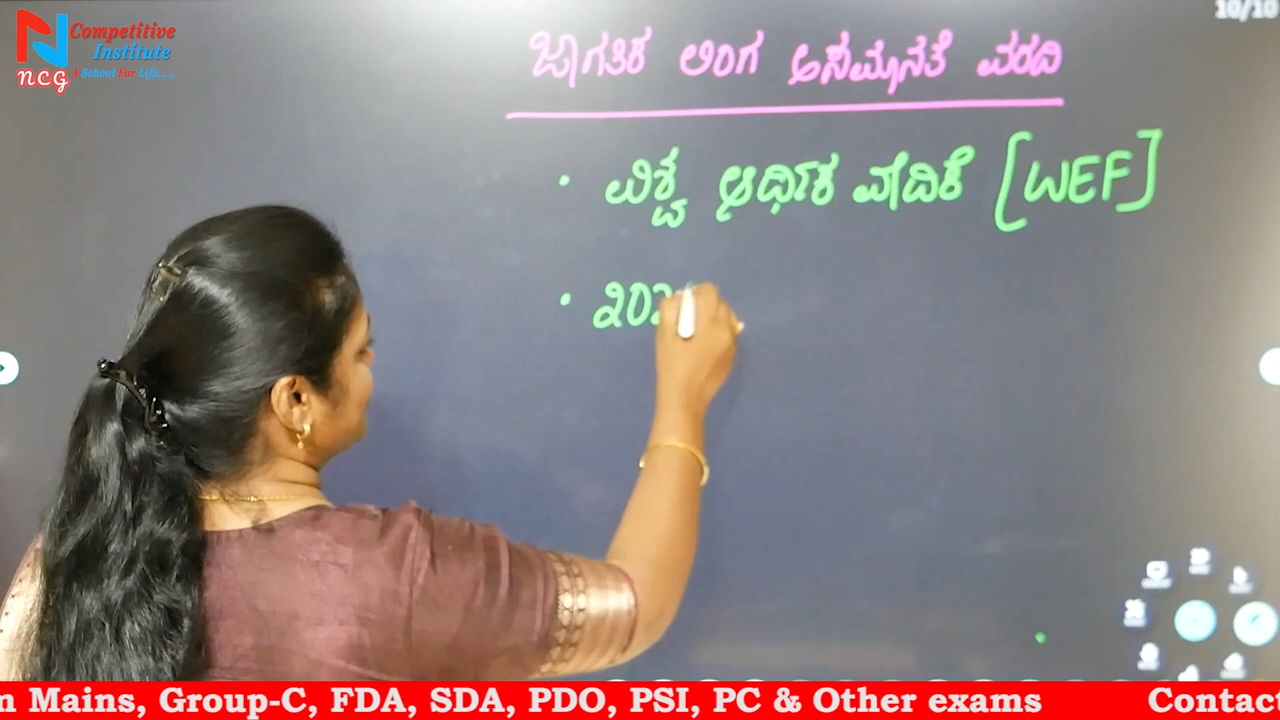 10/10
Competitive
Institute
NCG A School For Life.....
ಜಾಗತಿಕ ಲಿಂಗ ಅಸಮಾನತೆ ವರದಿ
• ವಿಶ್ವ ಆರ್ಥಿಕ ವೇದಿಕೆ [WEF]
• ೨೦೨
Mains, Group-C, FDA, SDA, PDO, PSI, PC & Other exams Contact